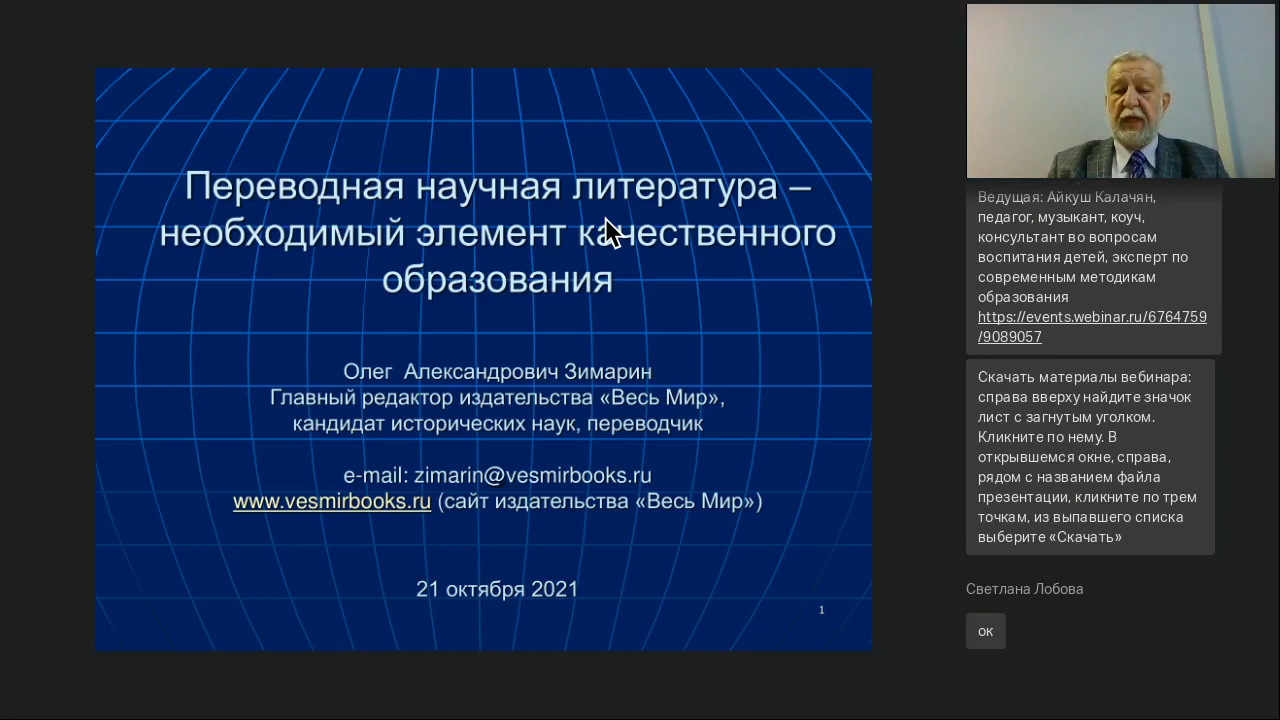 Переводная научная литература –
необходимый элемент качественного
образования
Олег Александрович Зимарин
Главный редактор издательства «Весь Мир»,
кандидат исторических наук, переводчик
e-mail: zimarin@vesmirbooks.ru
www.vesmirbooks.ru (сайт издательства «Весь Мир»)
21 октября 2021
1
Ведущая: Айкуш Калачян,
педагог, музыкант, коуч,
консультант во вопросам
воспитания детей, эксперт по
современным методикам
образования
https://events.webinar.ru/6764759
/9089057
Скачать материалы вебинара:
справа вверху найдите значок
лист с загнутым уголком.
Кликните по нему. В
открывшемся окне, справа,
рядом с названием файла
презентации, кликните по трем
точкам, из выпавшего списка
выберите «Скачать»
Светлана Лобова
ок